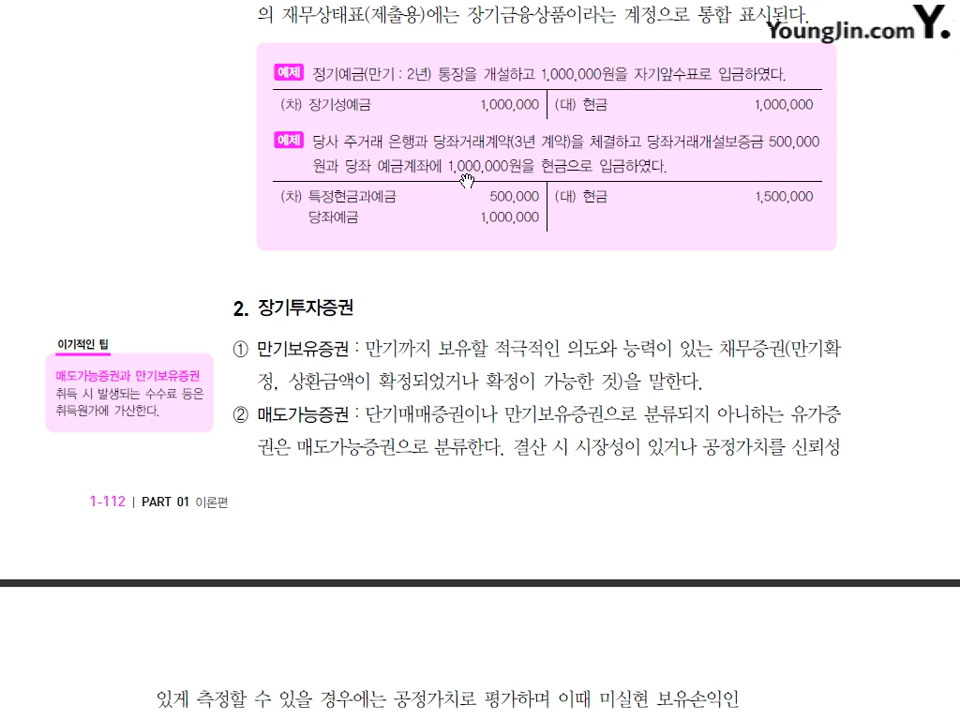 의 재무상태표(제출용)에는 장기금융상품이라는 계정으로 통합 표시된다.
YoungJin.com Y.
예제 정기예금(만기 : 2년) 통장을 개설하고 1,000,000원을 자기앞수표로 입금하였다.
(차) 장기성예금 1,000,000 (대) 현금 1,000,000
예제 당사 주거래 은행과 당좌거래계약(3년 계약)을 체결하고 당좌거래개설보증금 500,000
원과 당좌 예금계좌에 1,000,000원을 현금으로 입금하였다.
(차) 특정현금과예금 500,000 (대) 현금 1,500,000
당좌예금 1,000,000
2. 장기투자증권
① 만기보유증권 : 만기까지 보유할 적극적인 의도와 능력이 있는 채무증권(만기확
정, 상환금액이 확정되었거나 확정이 가능한 것)을 말한다.
② 매도가능증권 : 단기매매증권이나 만기보유증권으로 분류되지 아니하는 유가증
권은 매도가능증권으로 분류한다. 결산 시 시장성이 있거나 공정가치를 신뢰성
이기적인 팁
매도가능증권과 만기보유증권
취득 시 발생되는 수수료 등은
취득원가에 가산한다.
1-112 | PART 01 이론편
있게 측정할 수 있을 경우에는 공정가치로 평가하며 이때 미실현 보유손익인